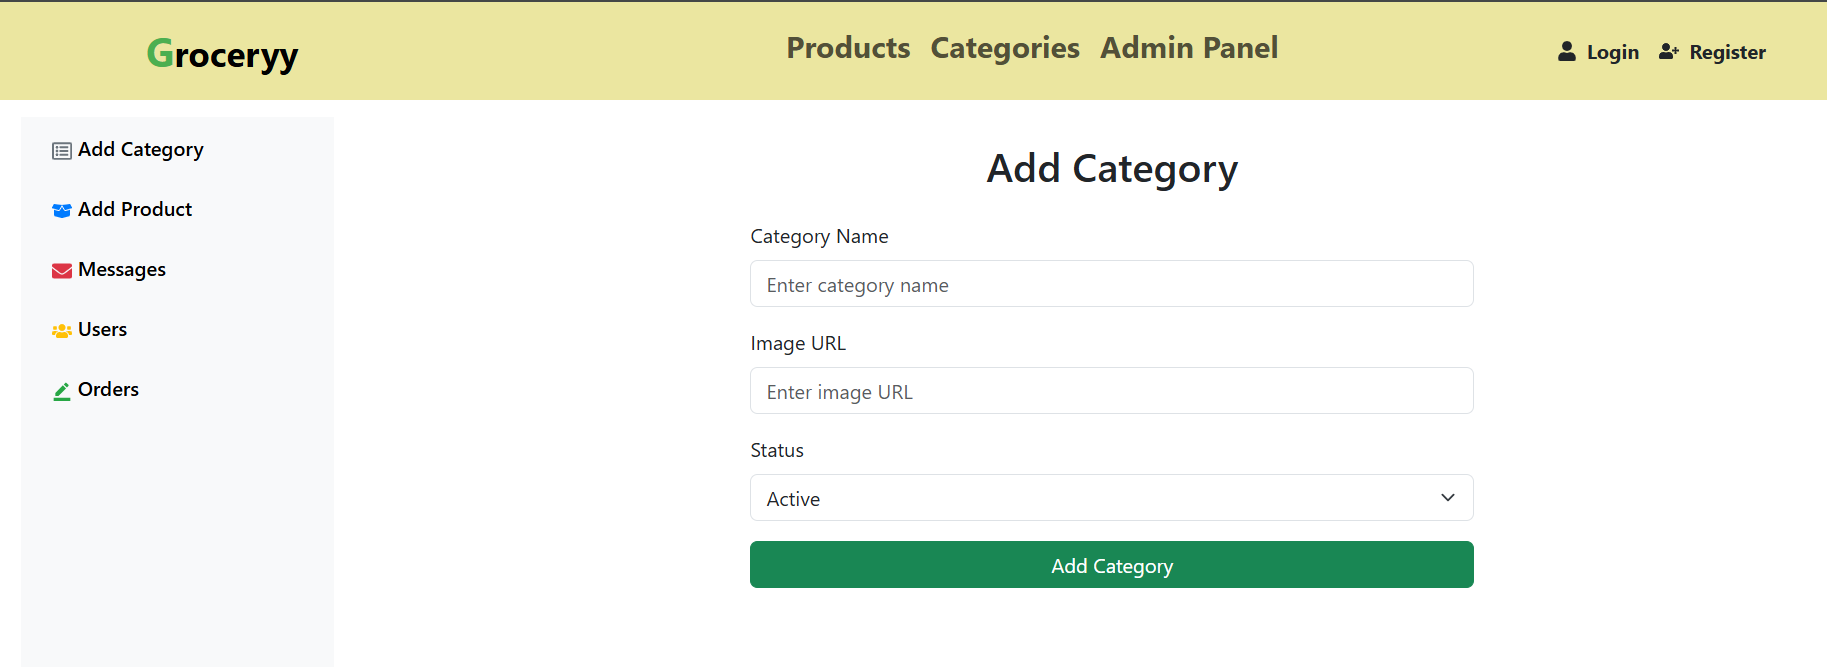 Groceryy
Products Categories Admin Panel
Login Register
Add Category
Add Product
Messages
Users
Orders
Add Category
Category Name
Enter category name
Image URL
Enter image URL
Status
Active
Add Category